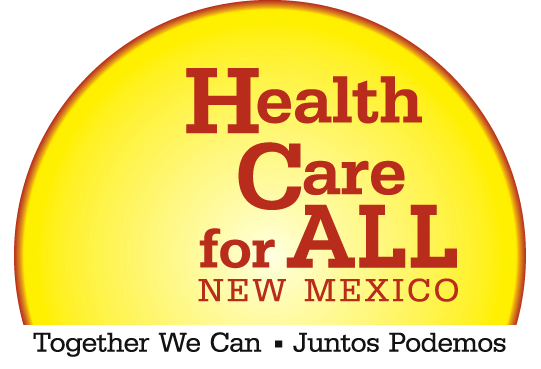 Health
Care
for ALL
NEW MEXICO
Together We Can ▪ Juntos Podemos